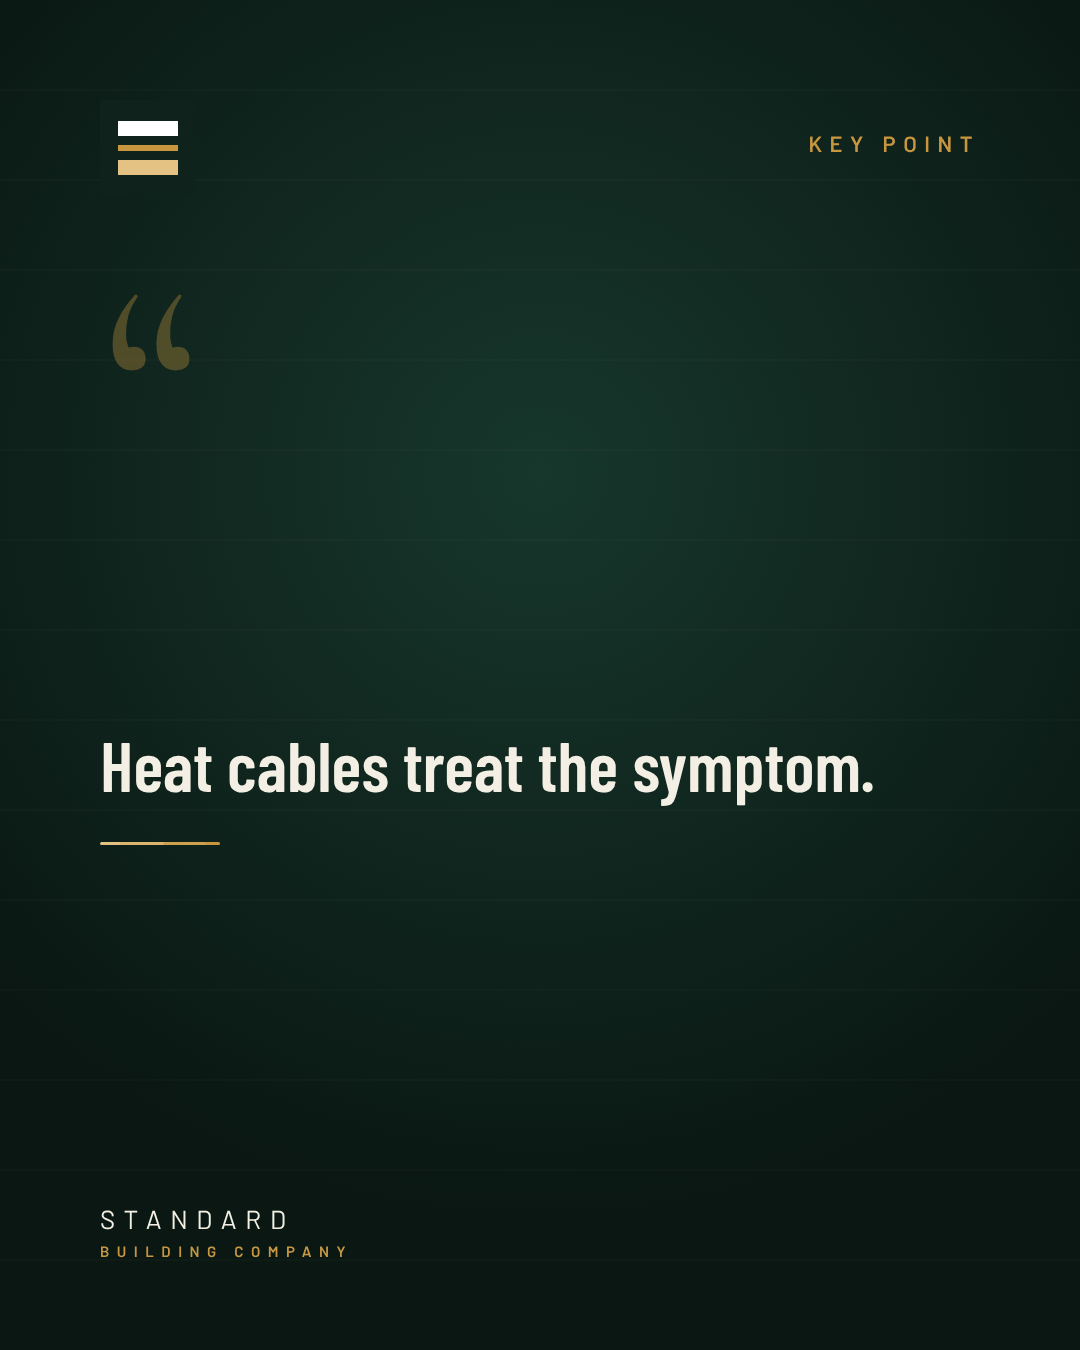 KEY POINT
“
Heat cables treat the symptom.
STANDARD
BUILDING COMPANY